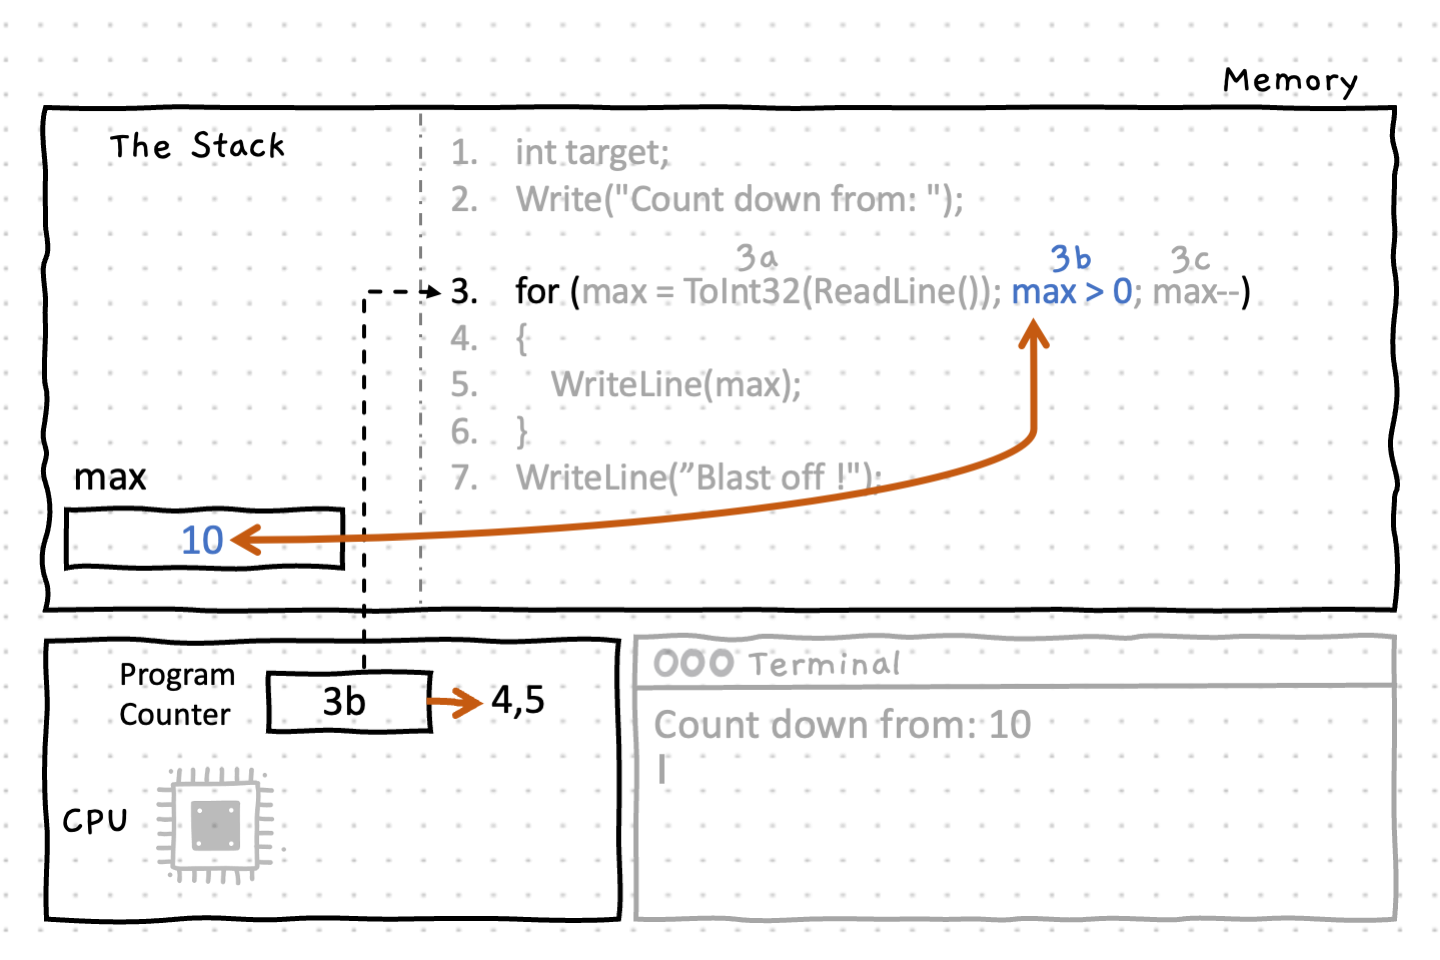 Memory
The Stack
1. int target;
2. Write("Count down from: ");
3a 3b 3c
3. for (max = ToInt32(ReadLine()); max > 0; max--)
4. {
5. WriteLine(max);
6. }
7. WriteLine(”Blast off !");
max
10
Program
Counter
3b
4,5
CPU
Terminal
Count down from: 10